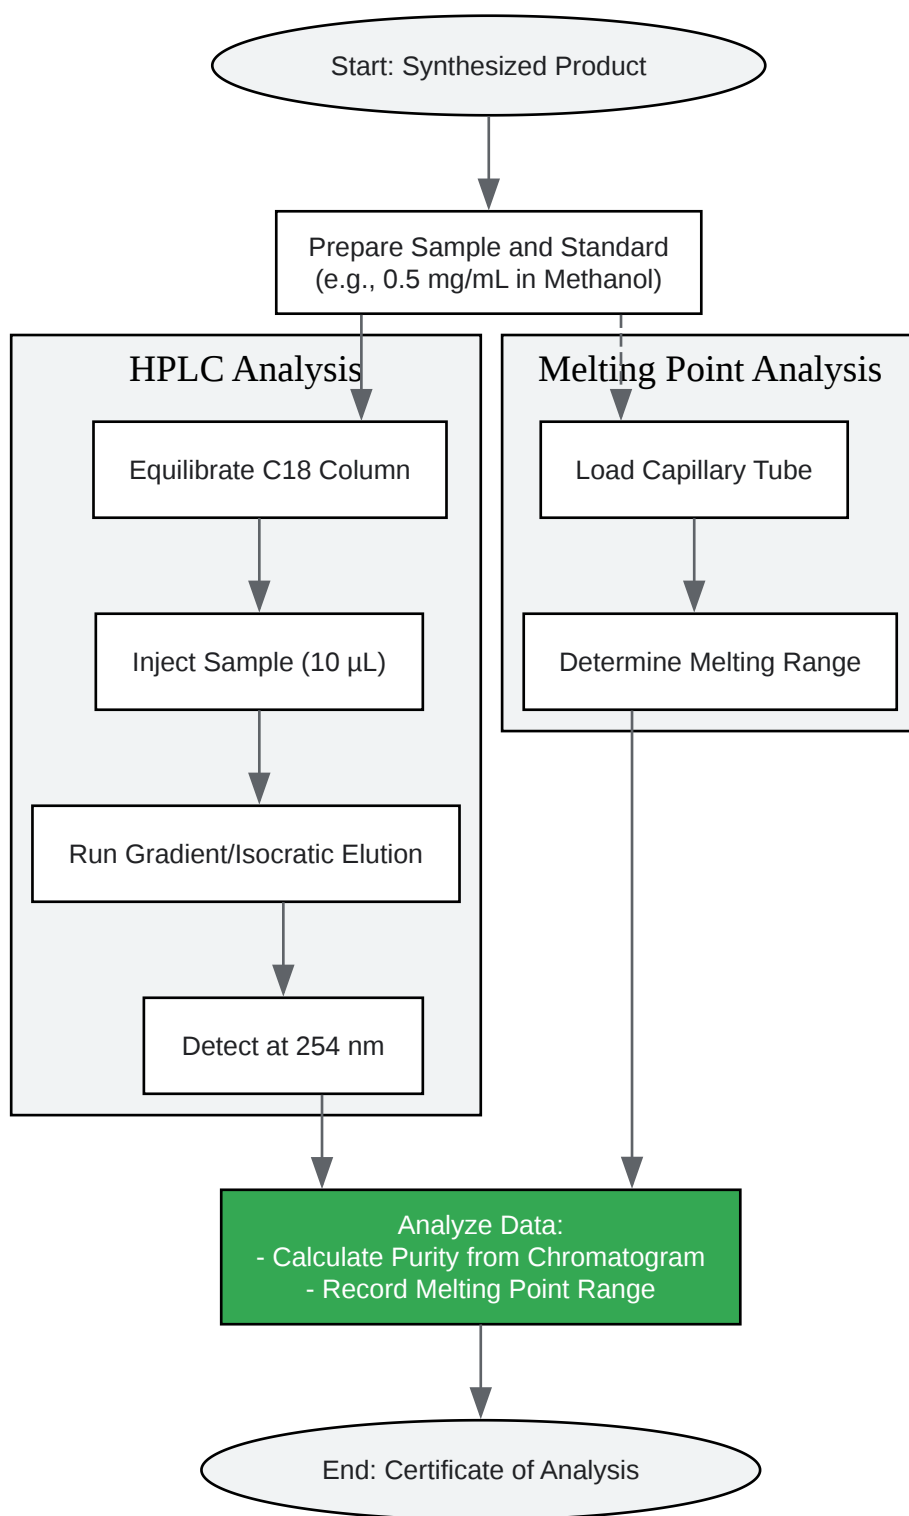 Start: Synthesized Product
Prepare Sample and Standard
(e.g., 0.5 mg/mL in Methanol)
HPLC Analysis
Equilibrate C18 Column
Inject Sample (10 µL)
Run Gradient/Isocratic Elution
Detect at 254 nm
Melting Point Analysis
Load Capillary Tube
Determine Melting Range
Analyze Data:
- Calculate Purity from Chromatogram
- Record Melting Point Range
End: Certificate of Analysis